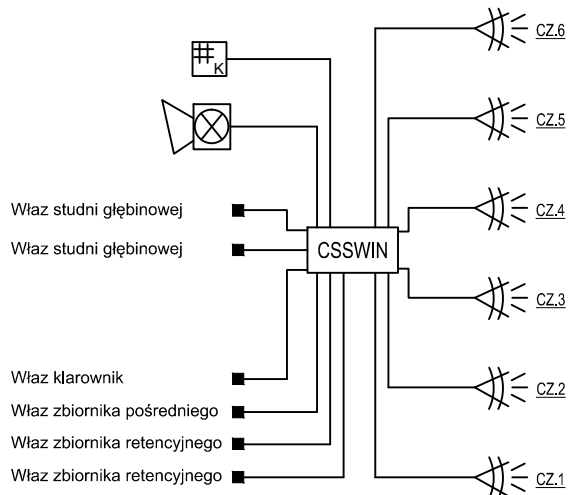 CZ.6
K
CZ.5
Właz studni głębinowej
CZ.4
Właz studni głębinowej
CSSWIN
CZ.3
Właz klarownik
CZ.2
Właz zbiornika pośredniego
Właz zbiornika retencyjnego
Właz zbiornika retencyjnego
CZ.1